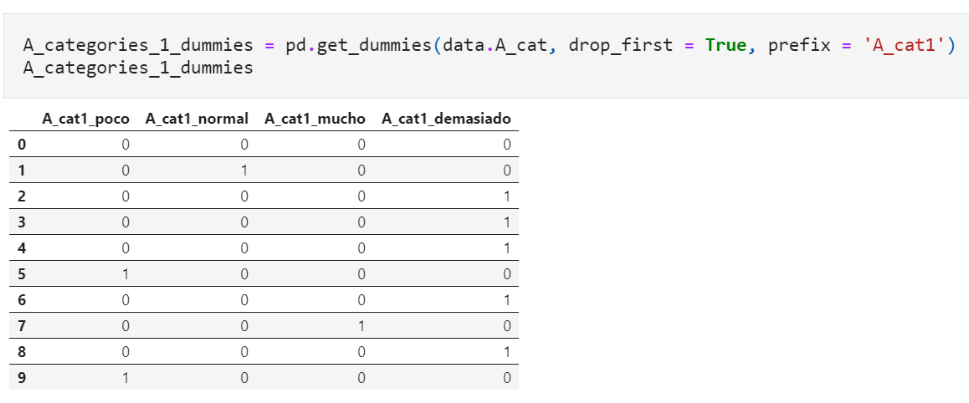 A_categories_1_dummies = pd.get_dummies(data.A_cat, drop_first = True, prefix = 'A_cat1')
A_categories_1_dummies
A_cat1_poco A_cat1_normal A_cat1_mucho A_cat1_demasiado
0 0 0 0 0
1 0 1 0 0
2 0 0 0 1
3 0 0 0 1
4 0 0 0 1
5 1 0 0 0
6 0 0 0 1
7 0 0 1 0
8 0 0 0 1
9 1 0 0 0